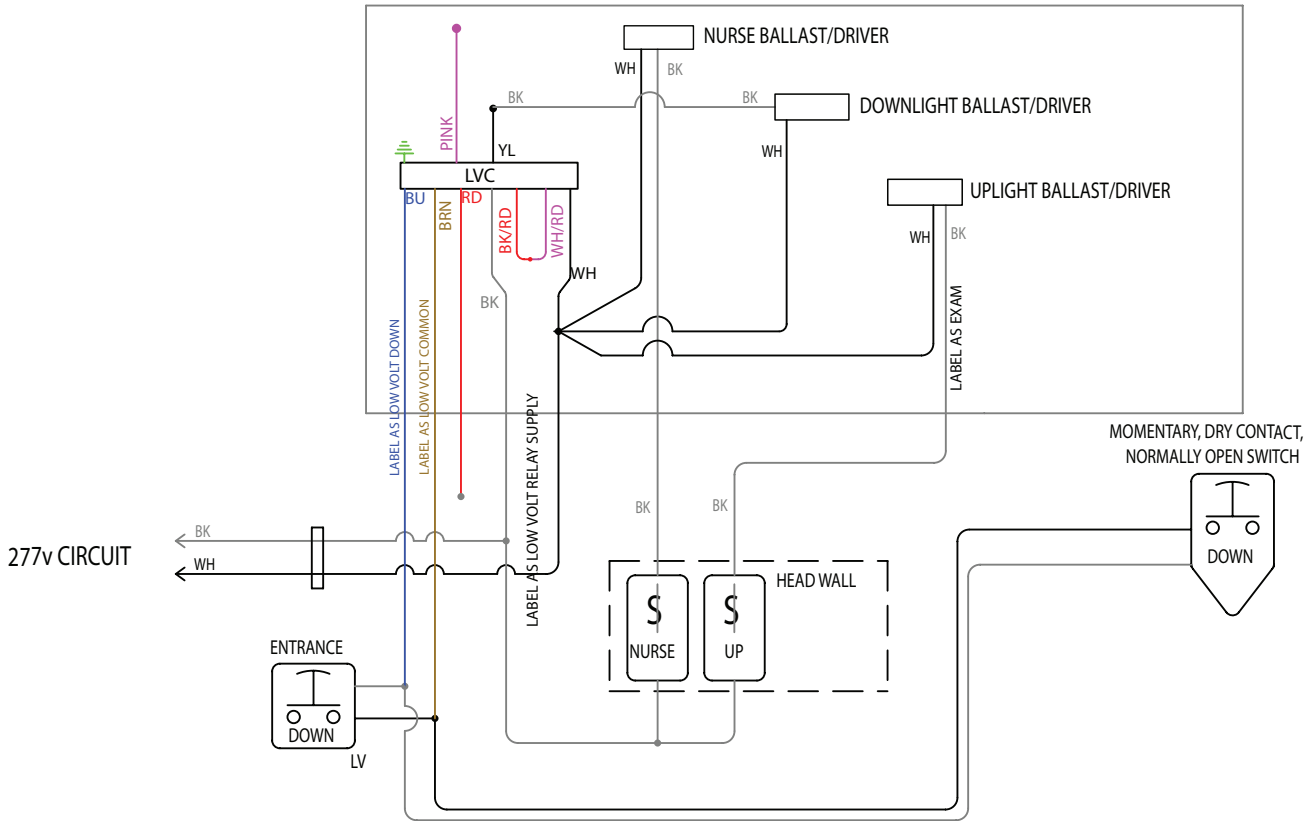 NURSE BALLAST/DRIVER
WH
BK
BK
BK
DOWNLIGHT BALLAST/DRIVER
PINK
YL
WH
LVC
UPLIGHT BALLAST/DRIVER
BU
BRN
RD
BK/RD
WH/RD
WH
BK
WH
BK
LABEL AS LOW VOLT DOWN
LABEL AS LOW VOLT COMMON
LABEL AS LOW VOLT RELAY SUPPLY
LABEL AS EXAM
MOMENTARY, DRY CONTACT,
NORMALLY OPEN SWITCH
DOWN
BK
BK
277v CIRCUIT
BK
WH
HEAD WALL
S
NURSE
S
UP
ENTRANCE
DOWN
LV